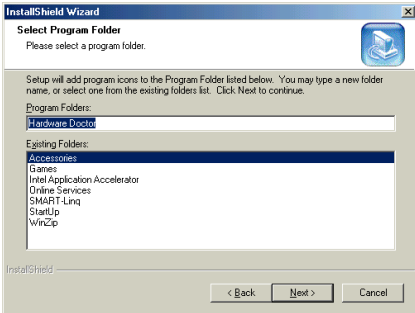 InstallShield Wizard
Select Program Folder
Please select a program folder.
Setup will add program icons to the Program Folder listed below. You may type a new folder
name, or select one from the existing folders list. Click Next to continue.
Program Folders:
Hardware Doctor
Existing Folders:
Accessories
Games
Intel Application Accelerator
Online Services
SMART-Linq
StartUp
WinZip
InstallShield
< Back Next > Cancel